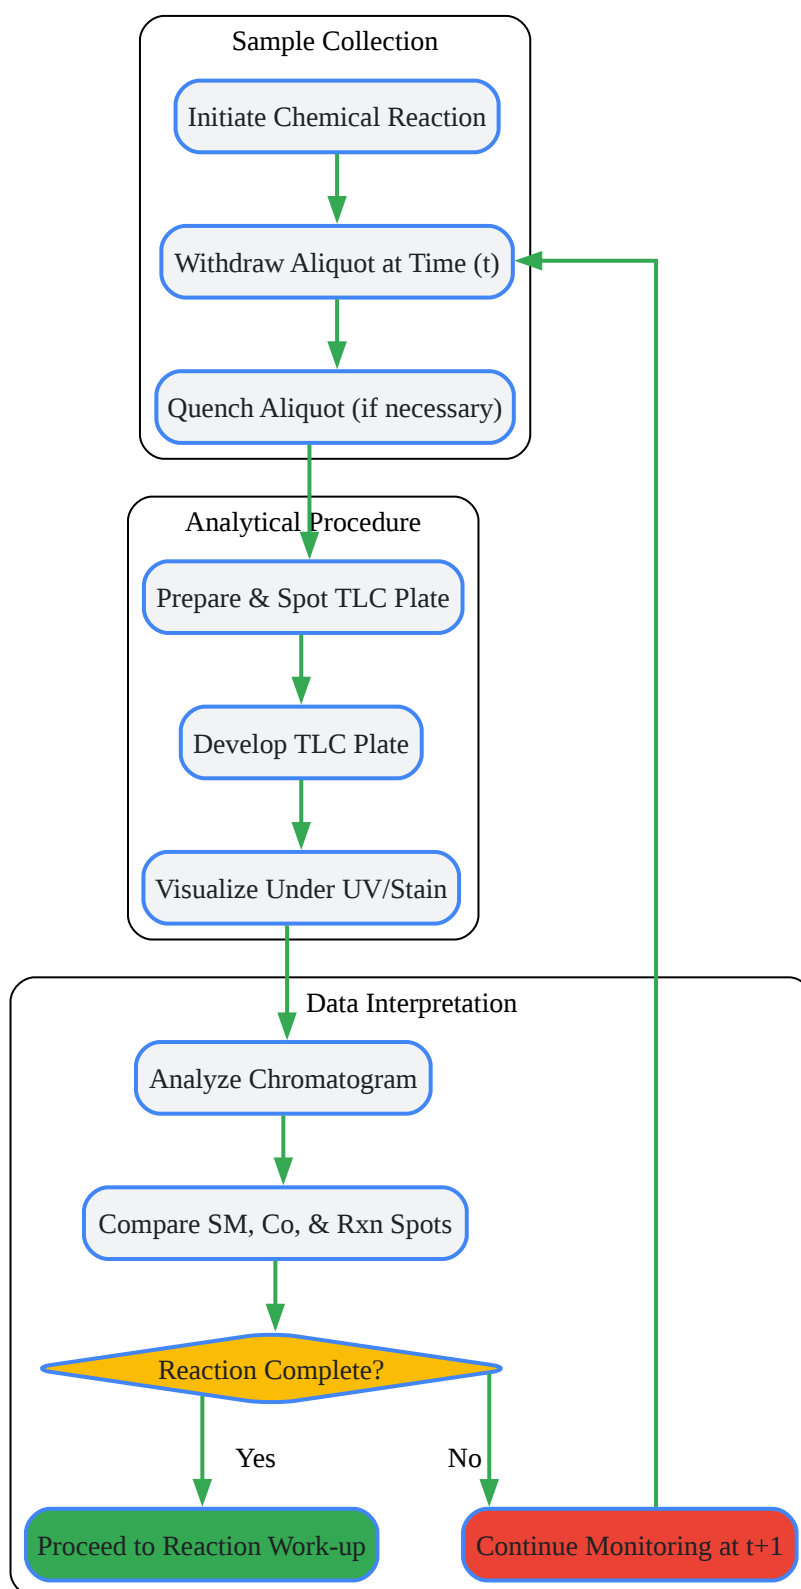 Sample Collection
Initiate Chemical Reaction
Withdraw Aliquot at Time (t)
Quench Aliquot (if necessary)
Analytical Procedure
Prepare & Spot TLC Plate
Develop TLC Plate
Visualize Under UV/Stain
Data Interpretation
Analyze Chromatogram
Compare SM, Co, & Rxn Spots
Reaction Complete?
Yes
No
Proceed to Reaction Work-up
Continue Monitoring at t+1